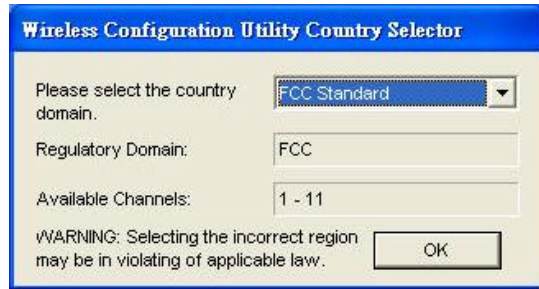 Wireless Configuration Utility Country Selector
Please select the country domain.
FCC Standard
Regulatory Domain:
FCC
Available Channels:
1 - 11
WARNING: Selecting the incorrect region
may be in violating of applicable law.
OK